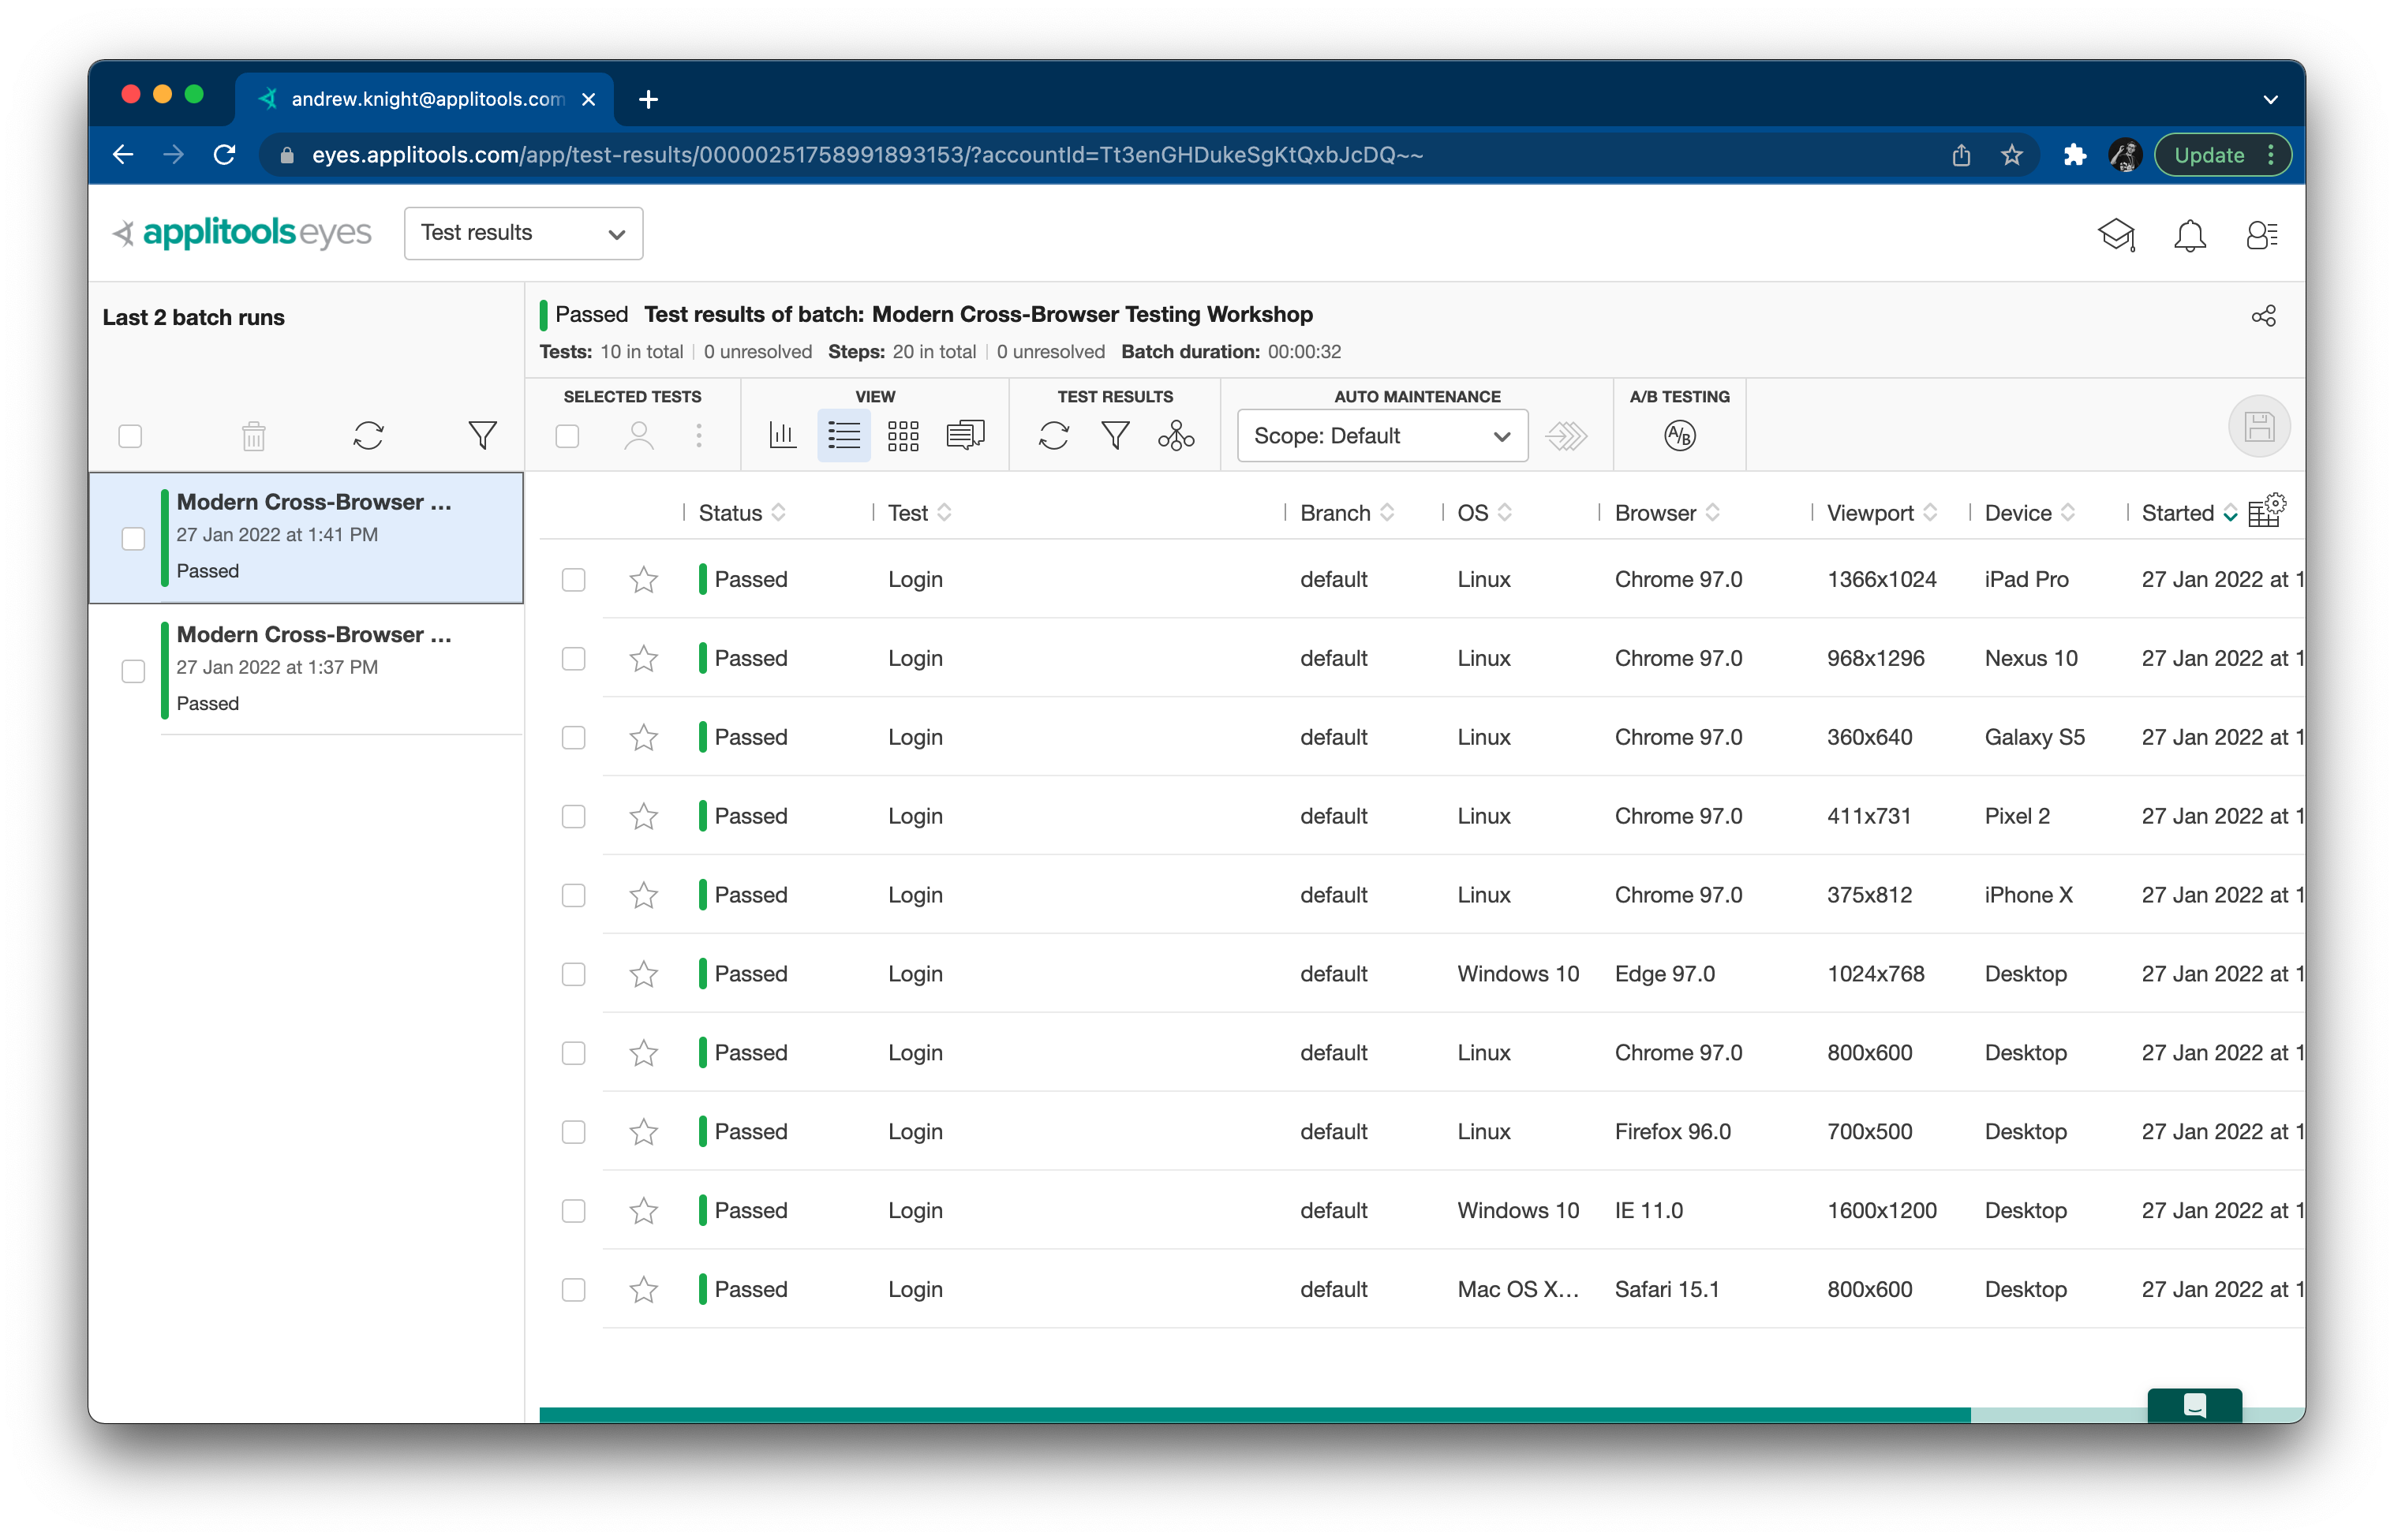 andrew.knight@applitools.com
eyes.applitools.com/app/test-results/00000251758991893153/?accountId=Tt3enGHDukeSgKtQxbJcDQ~~
Update
applitools eyes
Test results
Last 2 batch runs
Passed Test results of batch: Modern Cross-Browser Testing Workshop
Tests: 10 in total | 0 unresolved Steps: 20 in total | 0 unresolved Batch duration: 00:00:32
SELECTED TESTS VIEW TEST RESULTS AUTO MAINTENANCE A/B TESTING
Scope: Default A/B
Modern Cross-Browser ...
27 Jan 2022 at 1:41 PM
Passed
Modern Cross-Browser ...
27 Jan 2022 at 1:37 PM
Passed
Status Test Branch OS Browser Viewport Device Started
Passed Login default Linux Chrome 97.0 1366x1024 iPad Pro 27 Jan 2022 at 1
Passed Login default Linux Chrome 97.0 968x1296 Nexus 10 27 Jan 2022 at 1
Passed Login default Linux Chrome 97.0 360x640 Galaxy S5 27 Jan 2022 at 1
Passed Login default Linux Chrome 97.0 411x731 Pixel 2 27 Jan 2022 at 1
Passed Login default Linux Chrome 97.0 375x812 iPhone X 27 Jan 2022 at 1
Passed Login default Windows 10 Edge 97.0 1024x768 Desktop 27 Jan 2022 at 1
Passed Login default Linux Chrome 97.0 800x600 Desktop 27 Jan 2022 at 1
Passed Login default Linux Firefox 96.0 700x500 Desktop 27 Jan 2022 at 1
Passed Login default Windows 10 IE 11.0 1600x1200 Desktop 27 Jan 2022 at 1
Passed Login default Mac OS X... Safari 15.1 800x600 Desktop 27 Jan 2022 at 1